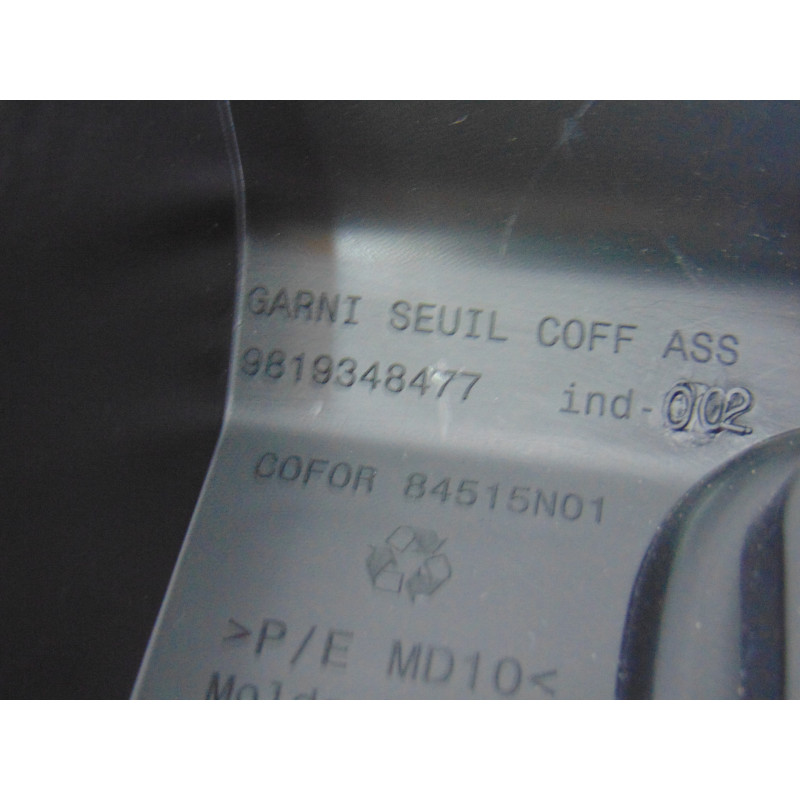 GARNI SEUIL COFF ASS
9819348477 ind-002
COFOR 84515N01
>P/E MD10<